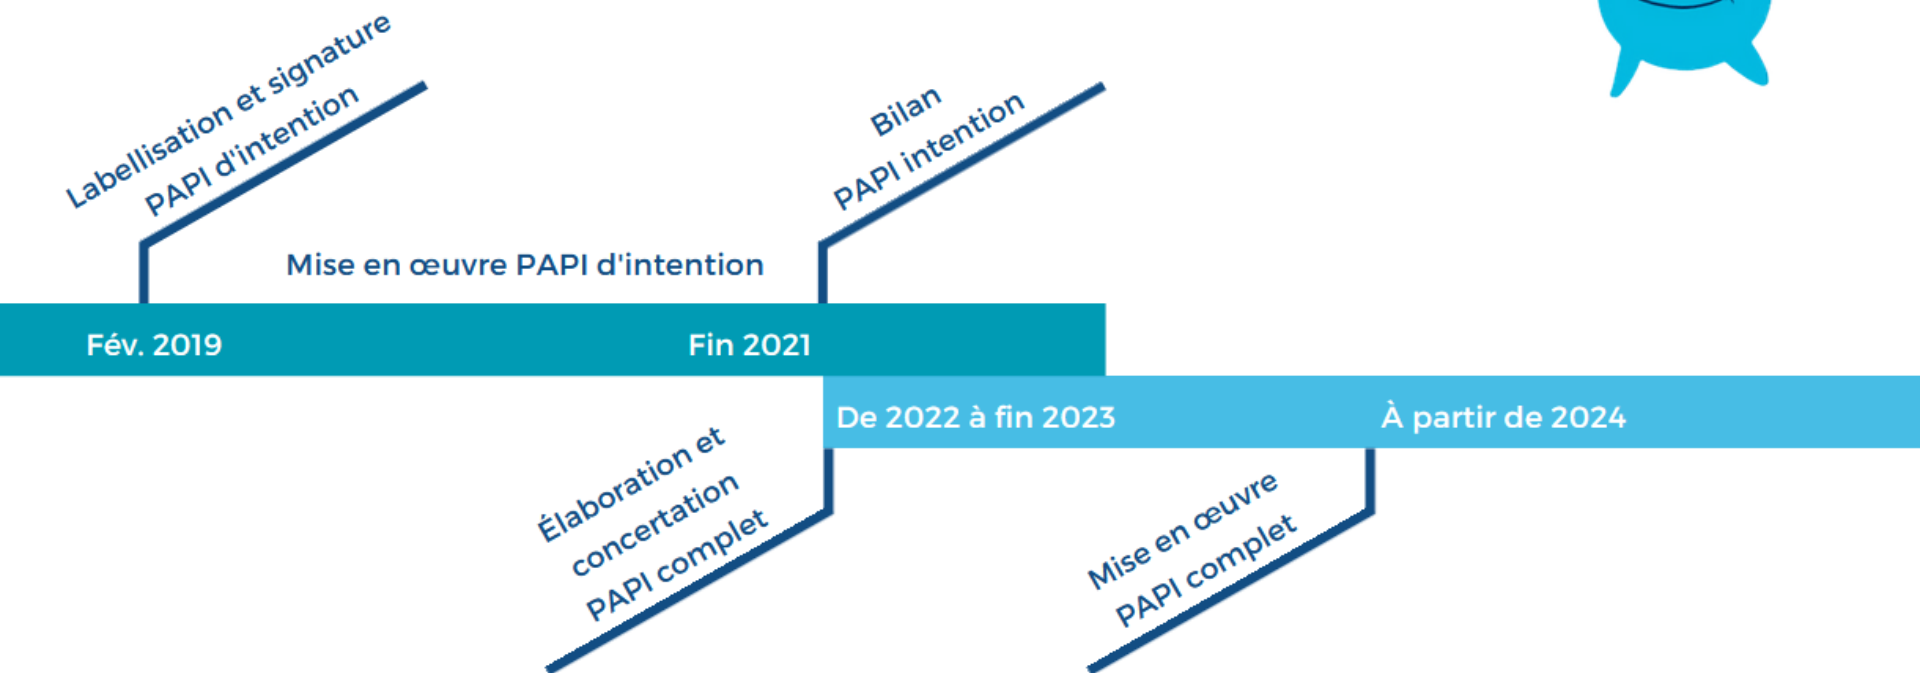 Labellisation et signature
PAPI d'intention
Bilan
PAPI intention
Mise en œuvre PAPI d'intention
Fév. 2019
Fin 2021
De 2022 à fin 2023
À partir de 2024
Élaboration et
concertation
PAPI complet
Mise en œuvre
PAPI complet